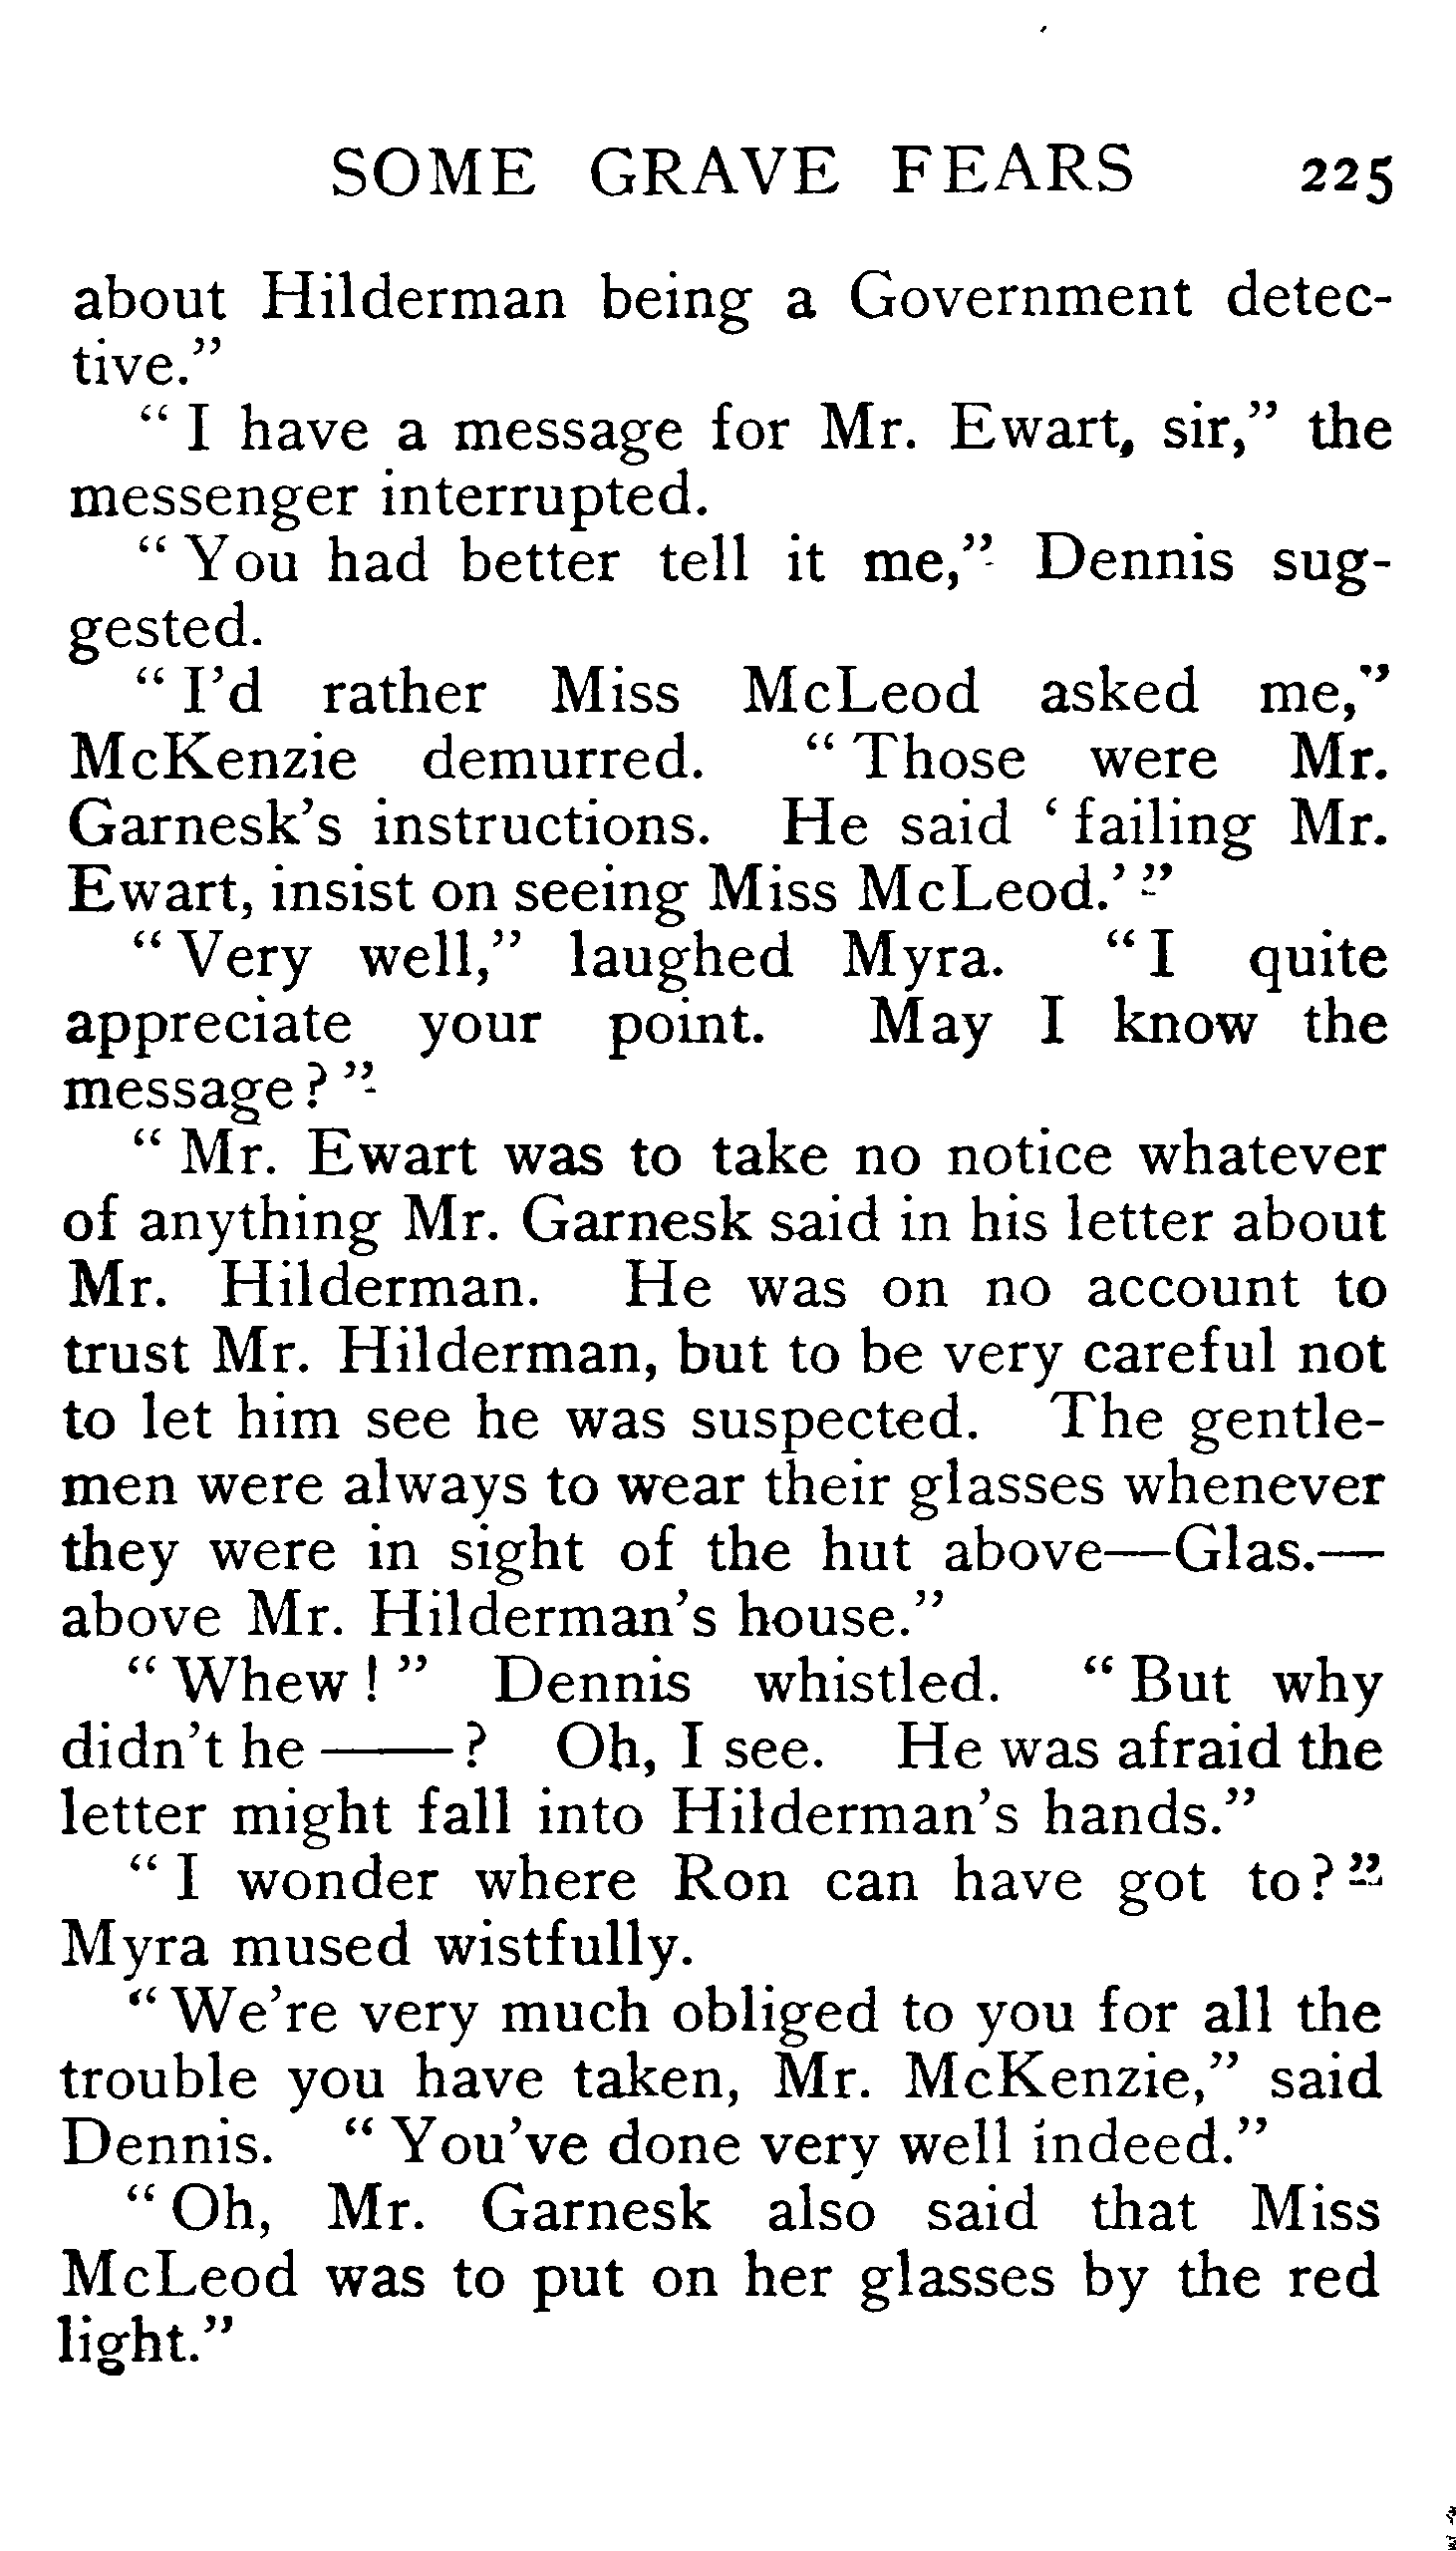 SOME GRAVE FEARS 225
about Hilderman being a Government detec-
tive."
"I have a message for Mr. Ewart, sir," the
messenger interrupted.
"You had better tell it me," Dennis sug-
gested.
"I'd rather Miss McLeod asked me,"
McKenzie demurred. "Those were Mr.
Garnesk's instructions. He said 'failing Mr.
Ewart, insist on seeing Miss McLeod.'"
"Very well," laughed Myra. "I quite
appreciate your point. May I know the
message?"
"Mr. Ewart was to take no notice whatever
of anything Mr. Garnesk said in his letter about
Mr. Hilderman. He was on no account to
trust Mr. Hilderman, but to be very careful not
to let him see he was suspected. The gentle-
men were always to wear their glasses whenever
they were in sight of the hut above—Glas.—
above Mr. Hilderman's house."
"Whew!" Dennis whistled. "But why
didn't he ——? Oh, I see. He was afraid the
letter might fall into Hilderman's hands."
"I wonder where Ron can have got to?"
Myra mused wistfully.
"We're very much obliged to you for all the
trouble you have taken, Mr. McKenzie," said
Dennis. "You've done very well indeed."
"Oh, Mr. Garnesk also said that Miss
McLeod was to put on her glasses by the red
light."